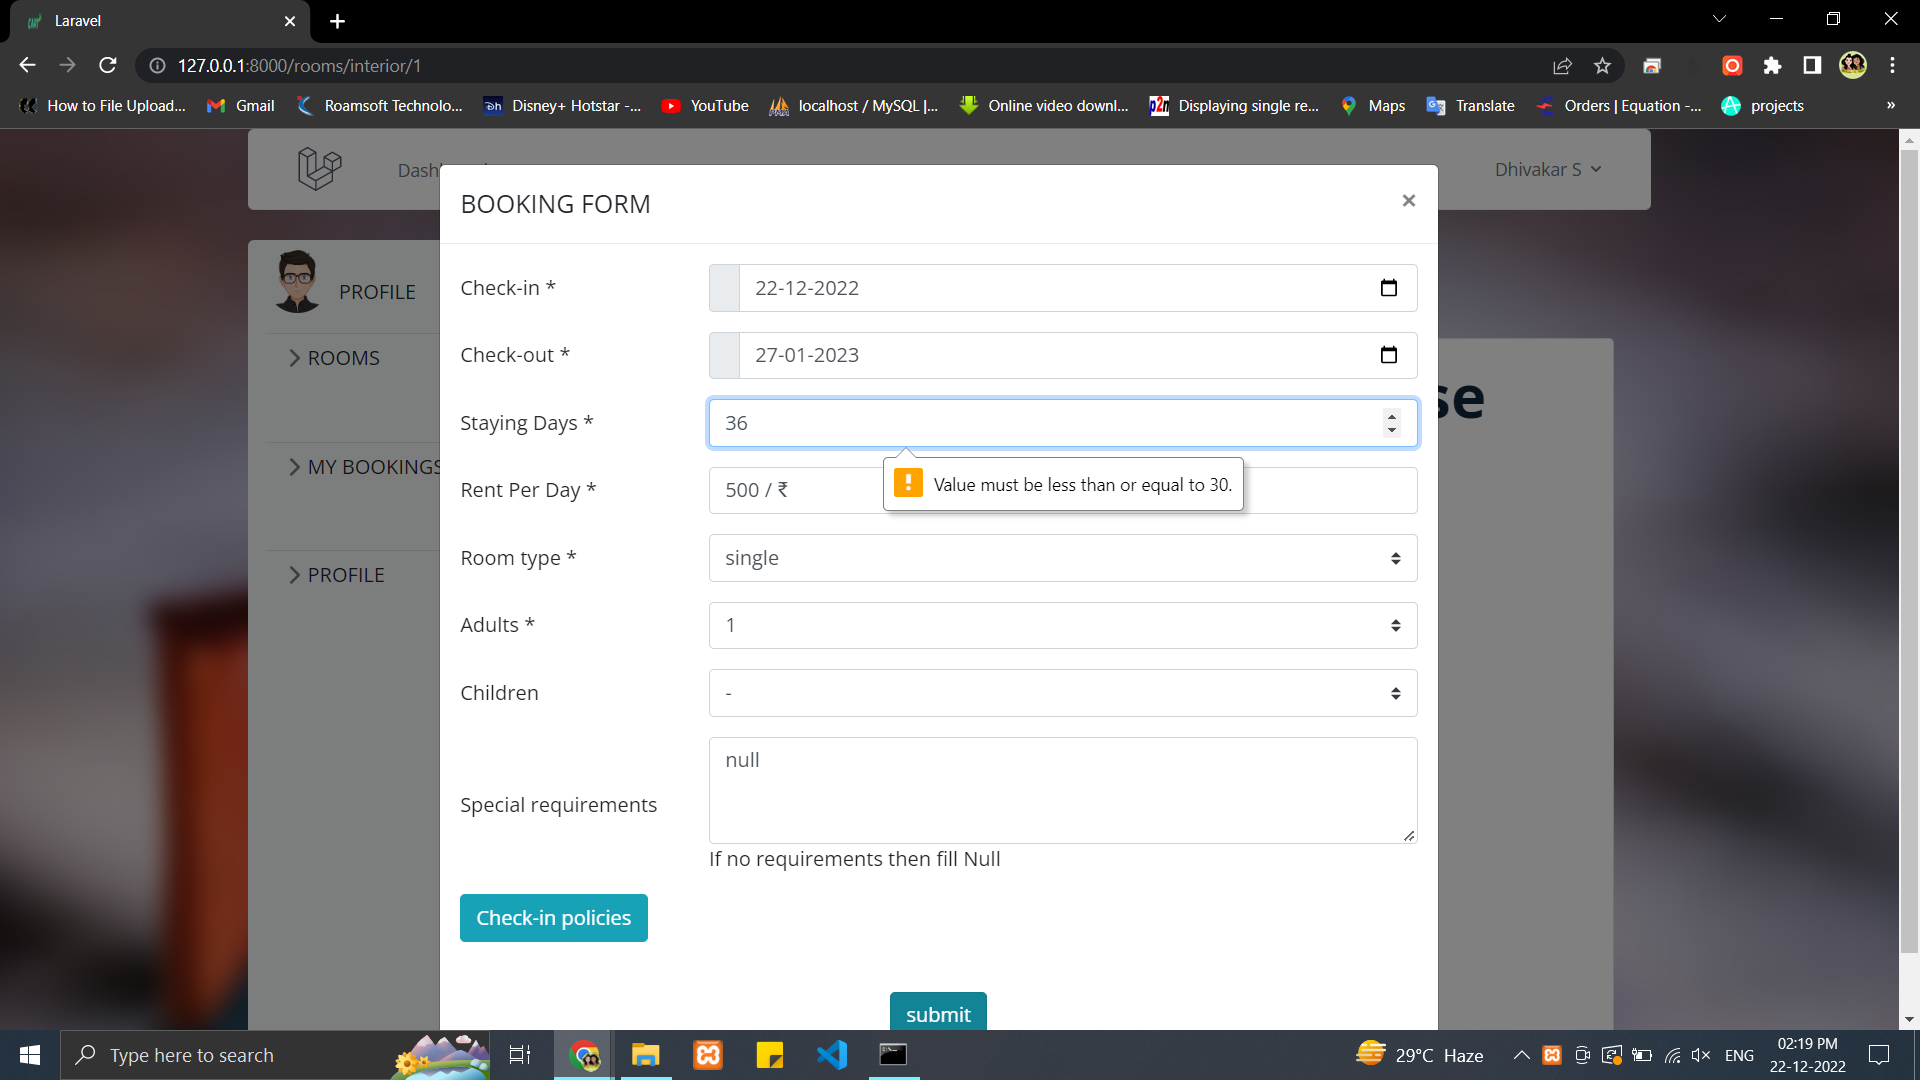 Laravel
127.0.0.1:8000/rooms/interior/1
How to File Upload...
Gmail
Roamsoft Technolo...
Disney+ Hotstar -...
YouTube
localhost / MySQL |...
Online video downl...
Displaying single re...
Maps
Translate
Orders | Equation -...
projects
»
Dash
Dhivakar S
BOOKING FORM
×
PROFILE
Check-in *
22-12-2022
ROOMS
Check-out *
27-01-2023
se
Staying Days *
36
MY BOOKINGS
Value must be less than or equal to 30.
Rent Per Day *
500 / ₹
Room type *
single
PROFILE
Adults *
1
Children
-
Special requirements
null
If no requirements then fill Null
Check-in policies
submit
Type here to search
29°C Haze
ENG
02:19 PM
22-12-2022